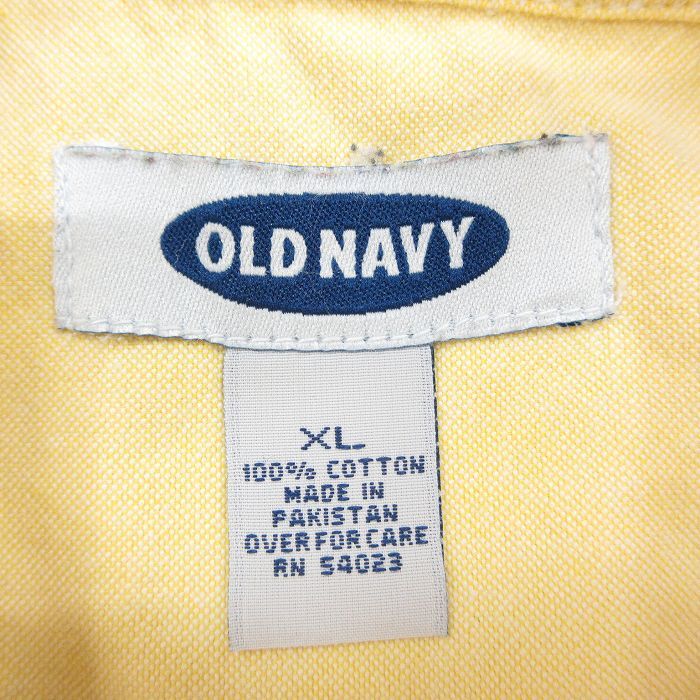 OLD NAVY
XL
100% COTTON
MADE IN
PAKISTAN
OVER FOR CARE
RN 54023